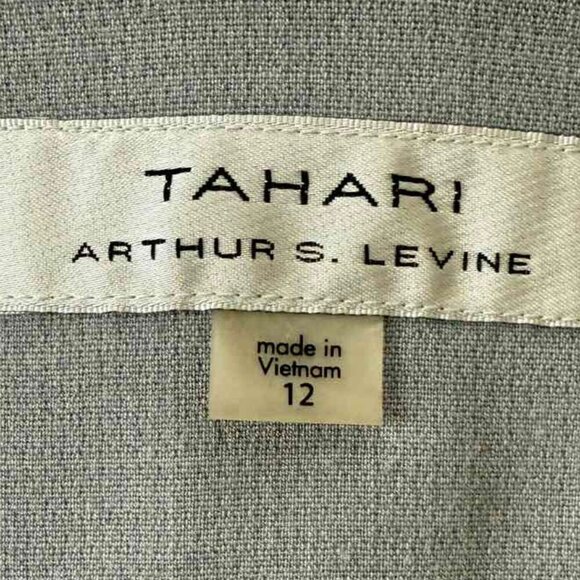 TAHARI
ARTHUR S. LEVINE
made in
Vietnam
12